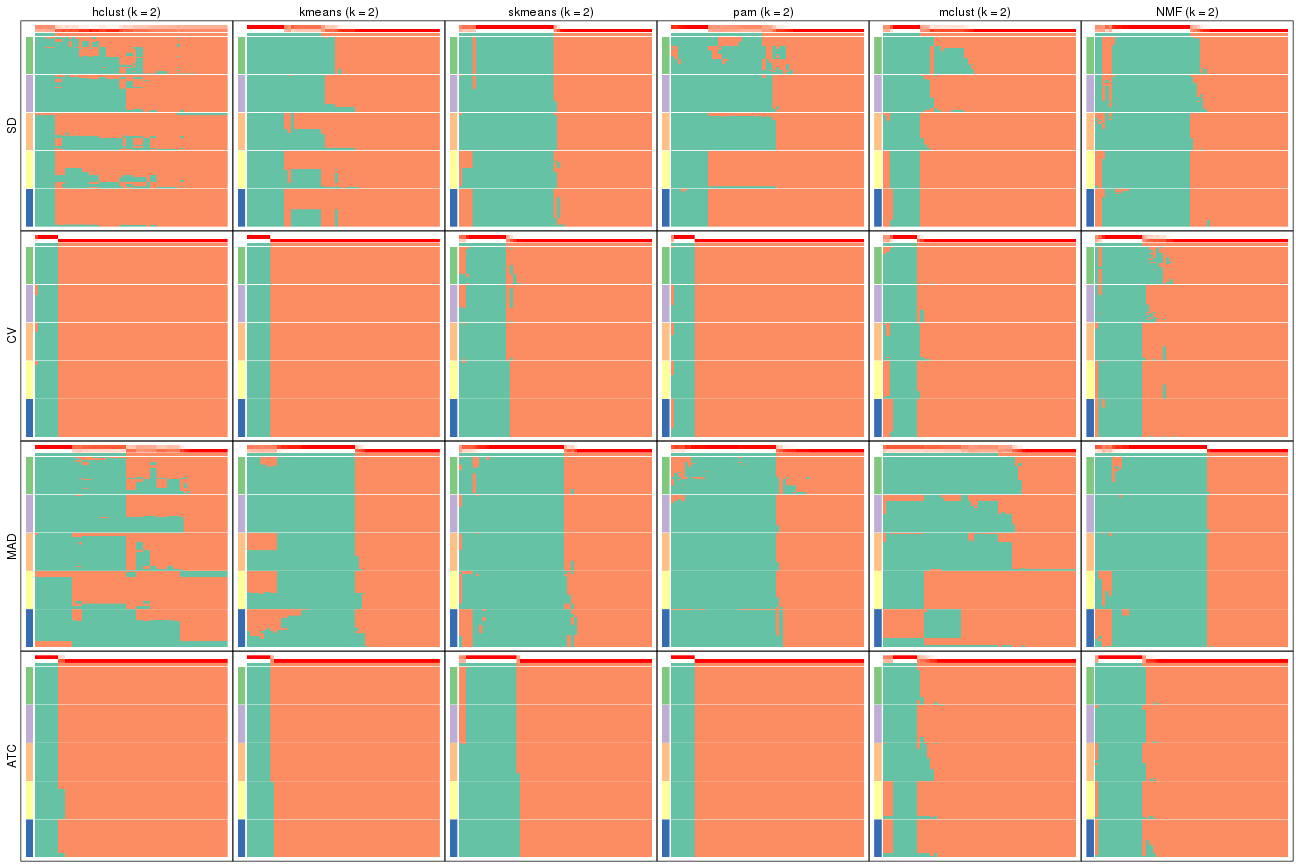 hclust (k = 2)
kmeans (k = 2)
skmeans (k = 2)
pam (k = 2)
mclust (k = 2)
NMF (k = 2)
SD
CV
MAD
ATC